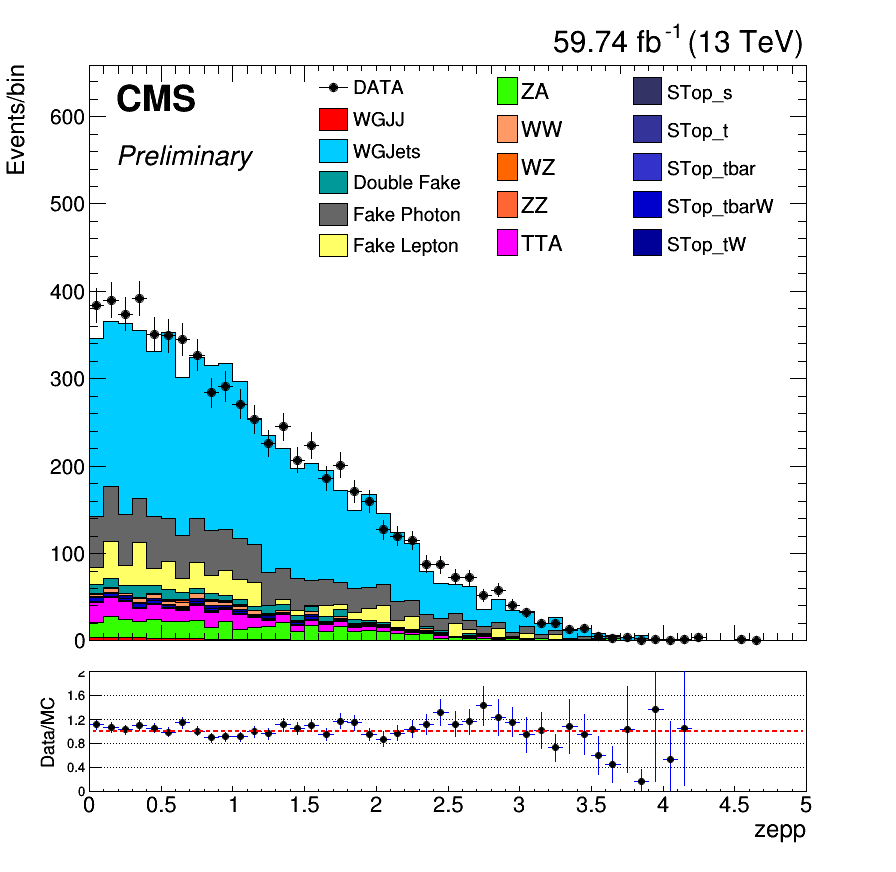 59.74 fb⁻¹ (13 TeV)
Events/bin
CMS
Preliminary
DATA
WGJJ
WGJets
Double Fake
Fake Photon
Fake Lepton
ZA
WW
WZ
ZZ
TTA
STop_s
STop_t
STop_tbar
STop_tbarW
STop_tW
600
500
400
300
200
100
0
Data/MC
2
1.6
1.2
0.8
0.4
0
0 0.5 1 1.5 2 2.5 3 3.5 4 4.5 5
zepp